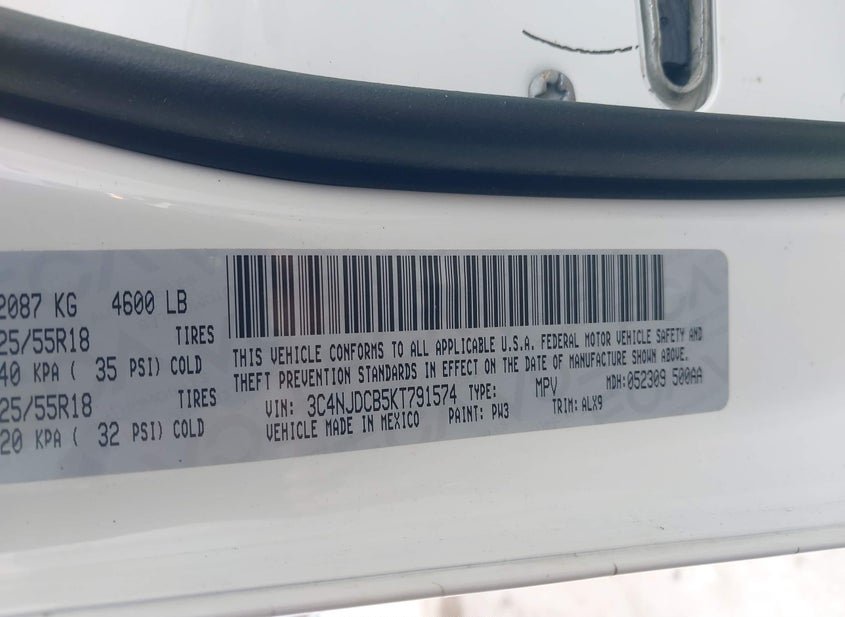 2087 KG 4600 LB
25/55R18 TIRES
40 KPA ( 35 PSI) COLD
25/55R18 TIRES
20 KPA ( 32 PSI) COLD
THIS VEHICLE CONFORMS TO ALL APPLICABLE U.S.A. FEDERAL MOTOR VEHICLE SAFETY AND
THEFT PREVENTION STANDARDS IN EFFECT ON THE DATE OF MANUFACTURE SHOWN ABOVE.
VIN: 3C4NJDCB5KT791574 TYPE: MPV MDH:052309 500AA
VEHICLE MADE IN MEXICO PAINT: PW3 TRIM: ALX9